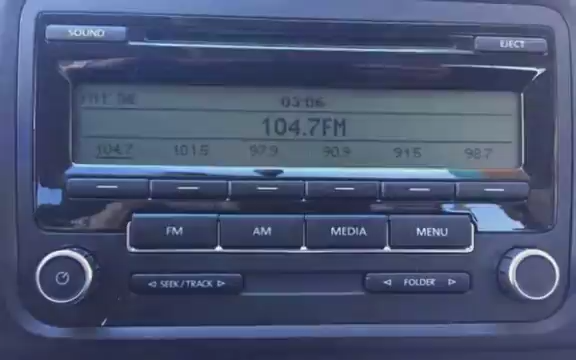 SOUND
EJECT
03:06
104.7FM
104.7 101.5 97.9 90.9 91.5 98.7
FM AM MEDIA MENU
◁ SEEK / TRACK ▷ ◁ FOLDER ▷